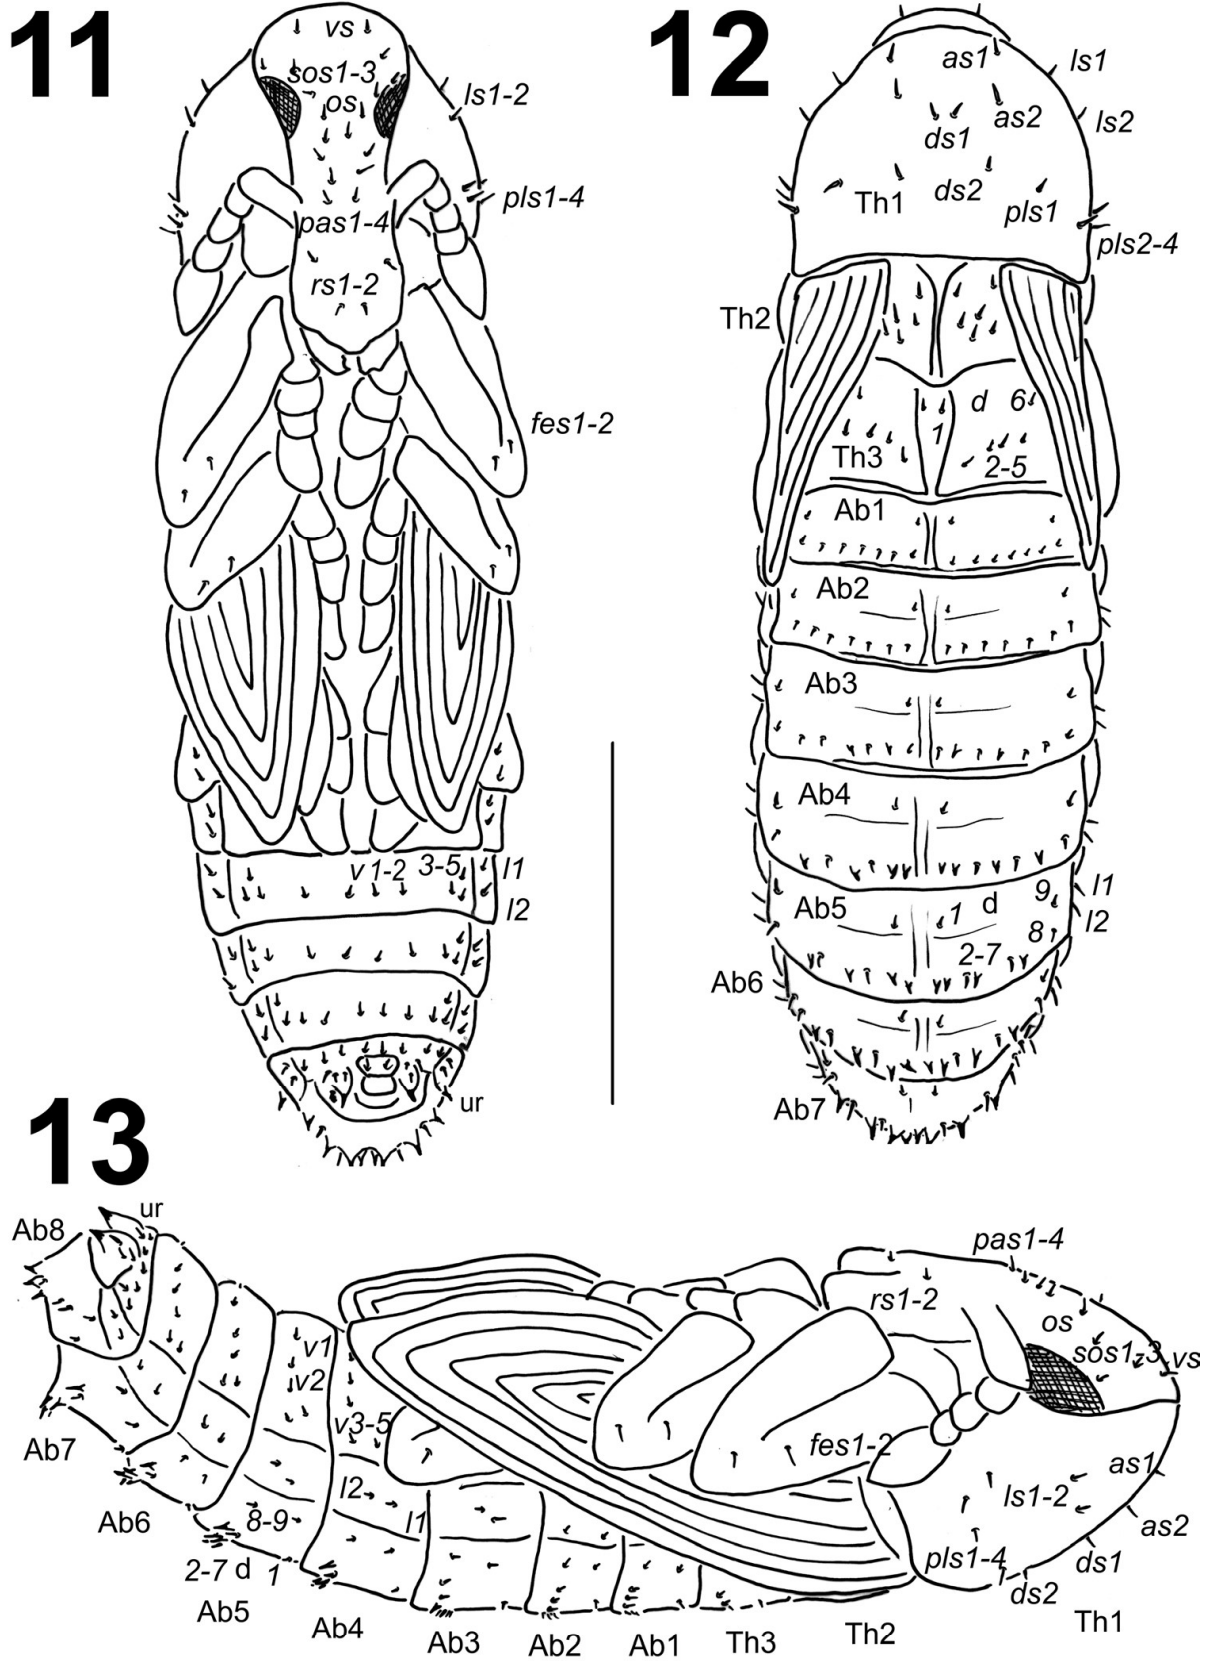 11
vs
sos1-3
os
ls1-2
pls1-4
pas1-4
rs1-2
fes1-2
v 1-2 3-5 l1
l2
ur
12
as1 ls1
as2 ls2
ds1
ds2
Th1 pls1
pls2-4
Th2
d 6
1
Th3 2-5
Ab1
Ab2
Ab3
Ab4
9 l1
Ab5 1 d l2
8
2-7
Ab6
Ab7
13
ur
Ab8
pas1-4
rs1-2
os
sos1-3 vs
v1
v2
v3-5
fes1-2
as1
Ab7
l2 ls1-2
l1
as2
Ab6 8-9
pls1-4 ds1
2-7 d 1
ds2
Ab5 Th1
Ab4
Ab3 Ab2 Ab1 Th3 Th2